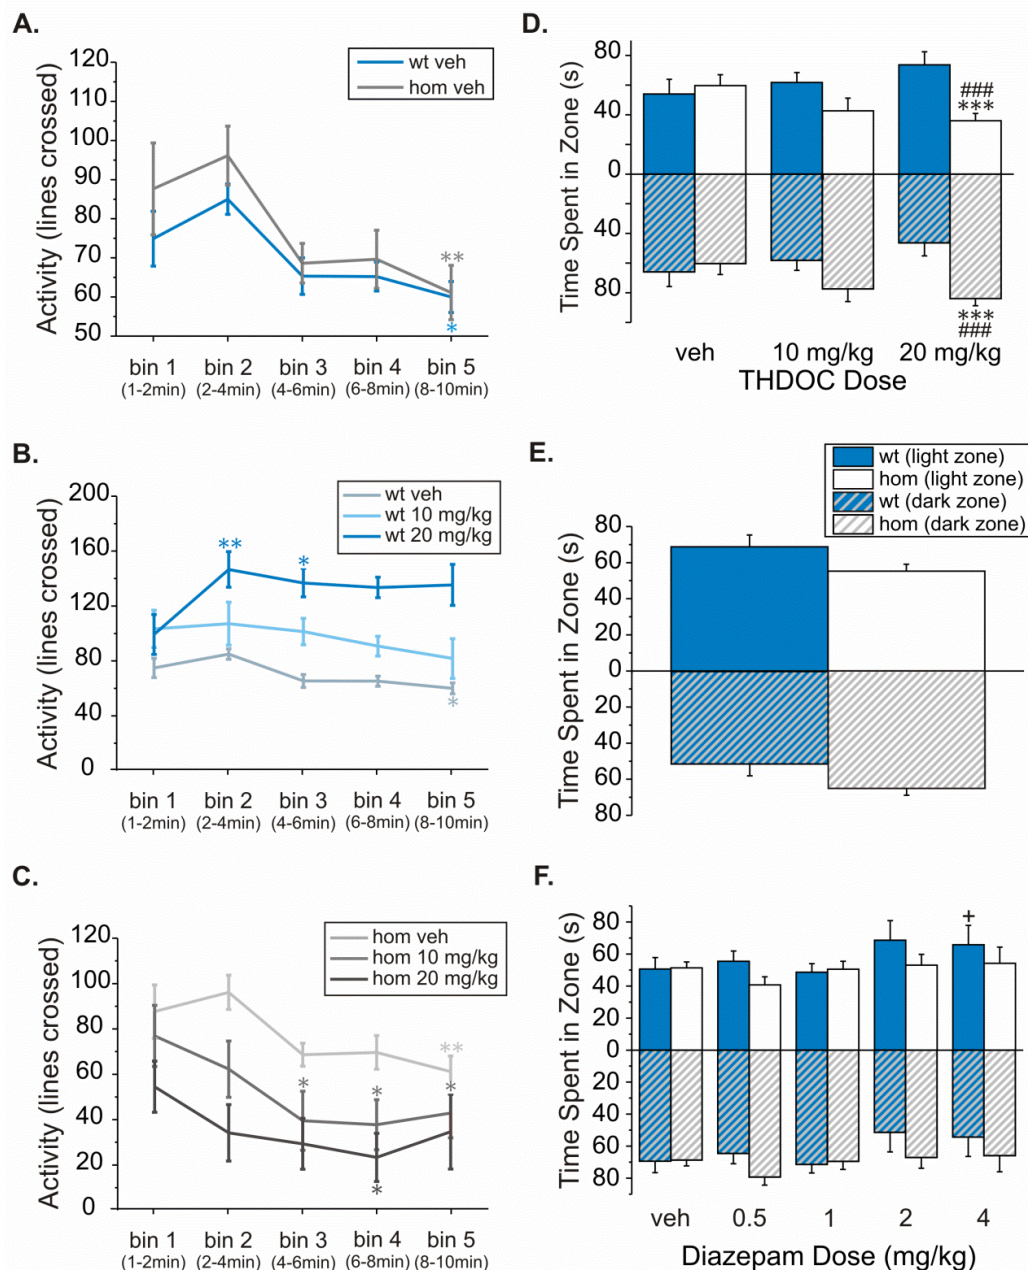 A.
120
110
100
90
80
70
60
50
Activity (lines crossed)
wt veh
hom veh
**
*
bin 1 bin 2 bin 3 bin 4 bin 5
(1-2min) (2-4min) (4-6min) (6-8min) (8-10min)
B.
200
160
120
80
40
0
Activity (lines crossed)
wt veh
wt 10 mg/kg
wt 20 mg/kg
** *
*
bin 1 bin 2 bin 3 bin 4 bin 5
(1-2min) (2-4min) (4-6min) (6-8min) (8-10min)
C.
120
100
80
60
40
20
0
Activity (lines crossed)
hom veh
hom 10 mg/kg
hom 20 mg/kg
**
* * *
*
bin 1 bin 2 bin 3 bin 4 bin 5
(1-2min) (2-4min) (4-6min) (6-8min) (8-10min)
D.
80
40
0
40
80
Time Spent in Zone (s)
###
***
***
###
veh 10 mg/kg 20 mg/kg
THDOC Dose
E.
wt (light zone)
hom (light zone)
wt (dark zone)
hom (dark zone)
80
60
40
20
0
20
40
60
80
Time Spent in Zone (s)
F.
80
60
40
20
0
20
40
60
80
Time Spent in Zone (s)
+
veh 0.5 1 2 4
Diazepam Dose (mg/kg)